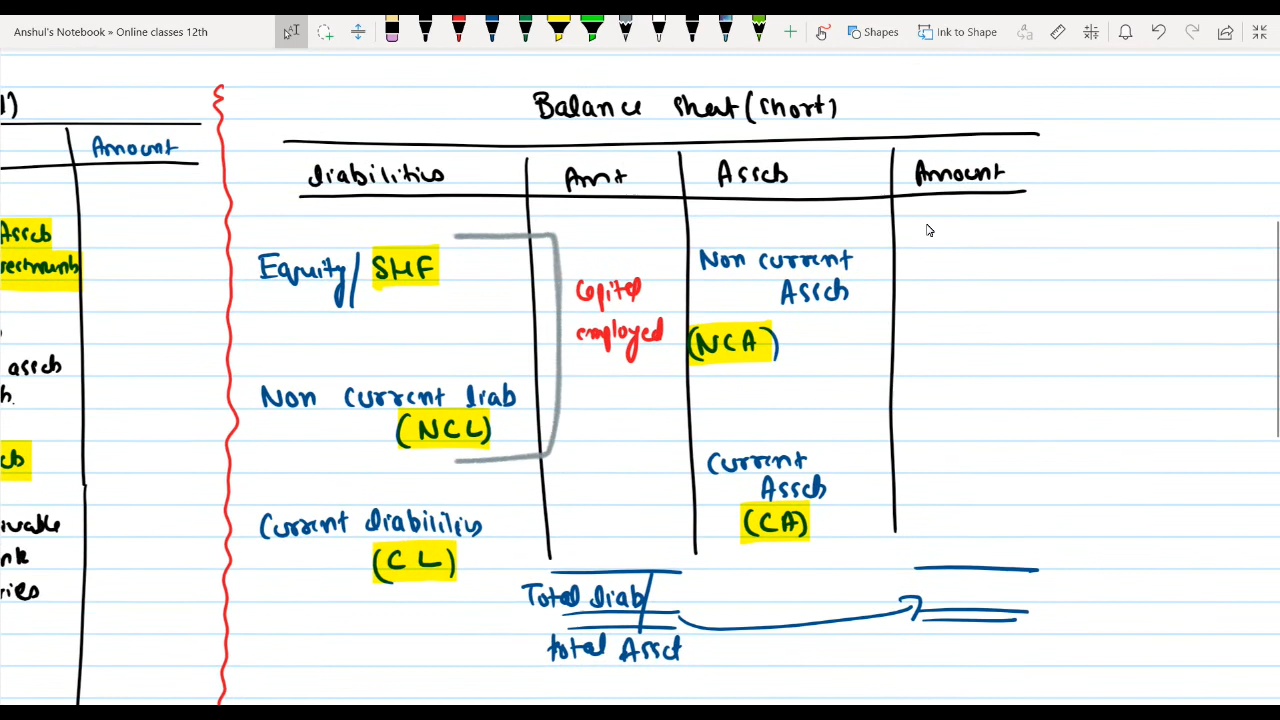 Anshul's Notebook » Online classes 12th
Shapes
Ink to Shape
Balance Sheet (Short)
Amount
Liabilities Amt Assets Amount
Assets
Equity/ SHF
Non current
Assets
Capital
employed
(NCA)
assets
Non current Liab
(NCL)
Current
Assets
(CA)
Current Liabilities
(CL)
Total Liab/
total Asset